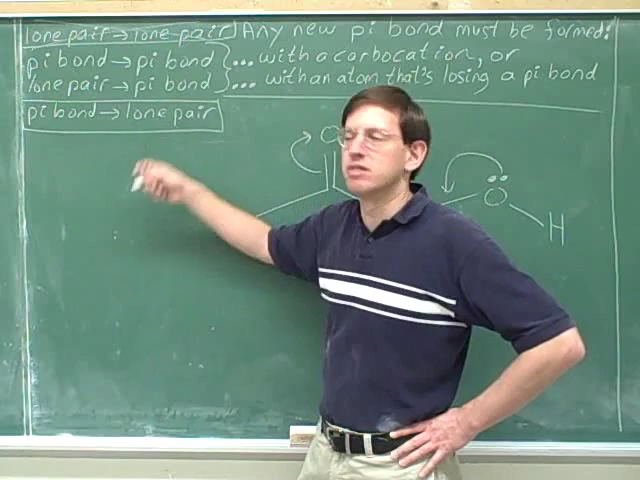 lone pair → lone pair Any new pi bond must be formed:
pi bond → pi bond } ... with a carbocation, or
lone pair → pi bond } ... with an atom that's losing a pi bond
pi bond → lone pair
O
O
H